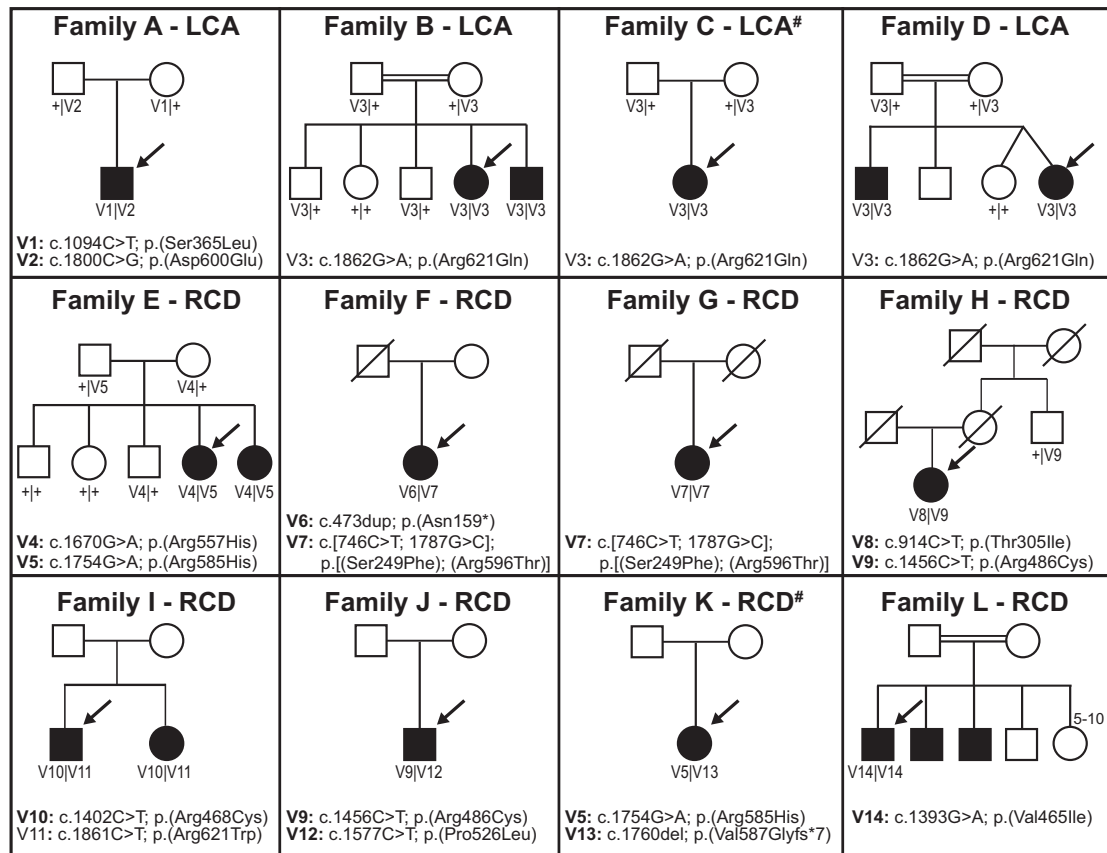 Family A - LCA
+|V2
V1|+
V1|V2
V1: c.1094C>T; p.(Ser365Leu)
V2: c.1800C>G; p.(Asp600Glu)
Family B - LCA
V3|+
+|V3
V3|+
+|+
V3|+
V3|V3
V3|V3
V3: c.1862G>A; p.(Arg621Gln)
Family C - LCA#
V3|+
+|V3
V3|V3
V3: c.1862G>A; p.(Arg621Gln)
Family D - LCA
V3|+
+|V3
V3|V3
+|+
V3|V3
V3: c.1862G>A; p.(Arg621Gln)
Family E - RCD
+|V5
V4|+
+|+
+|+
V4|+
V4|V5
V4|V5
V4: c.1670G>A; p.(Arg557His)
V5: c.1754G>A; p.(Arg585His)
Family F - RCD
V6|V7
V6: c.473dup; p.(Asn159*)
V7: c.[746C>T; 1787G>C];
p.[(Ser249Phe); (Arg596Thr)]
Family G - RCD
V7|V7
V7: c.[746C>T; 1787G>C];
p.[(Ser249Phe); (Arg596Thr)]
Family H - RCD
+|V9
V8|V9
V8: c.914C>T; p.(Thr305Ile)
V9: c.1456C>T; p.(Arg486Cys)
Family I - RCD
V10|V11
V10|V11
V10: c.1402C>T; p.(Arg468Cys)
V11: c.1861C>T; p.(Arg621Trp)
Family J - RCD
V9|V12
V9: c.1456C>T; p.(Arg486Cys)
V12: c.1577C>T; p.(Pro526Leu)
Family K - RCD#
V5|V13
V5: c.1754G>A; p.(Arg585His)
V13: c.1760del; p.(Val587Glyfs*7)
Family L - RCD
5-10
V14|V14
V14: c.1393G>A; p.(Val465Ile)